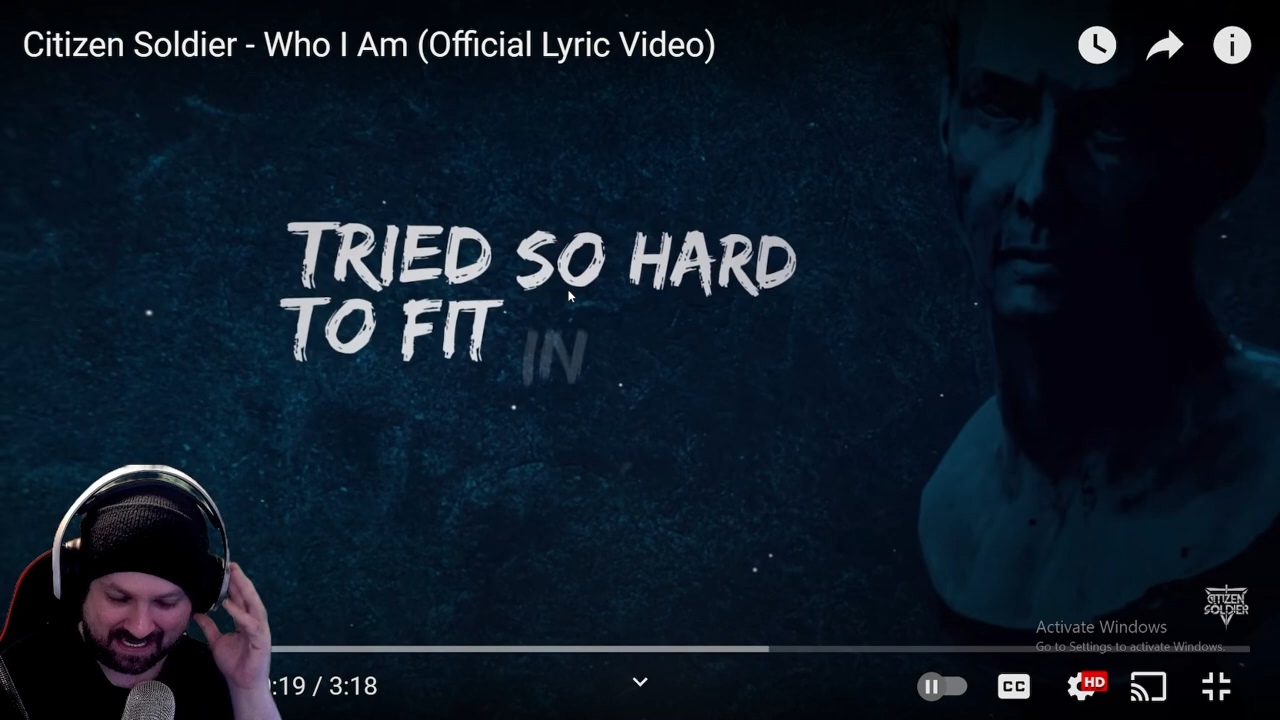 Citizen Soldier - Who I Am (Official Lyric Video)
TRIED SO HARD
TO FIT IN
CITIZEN
SOLDIER
Activate Windows
Go to Settings to activate Windows.
:19 / 3:18
CC
HD